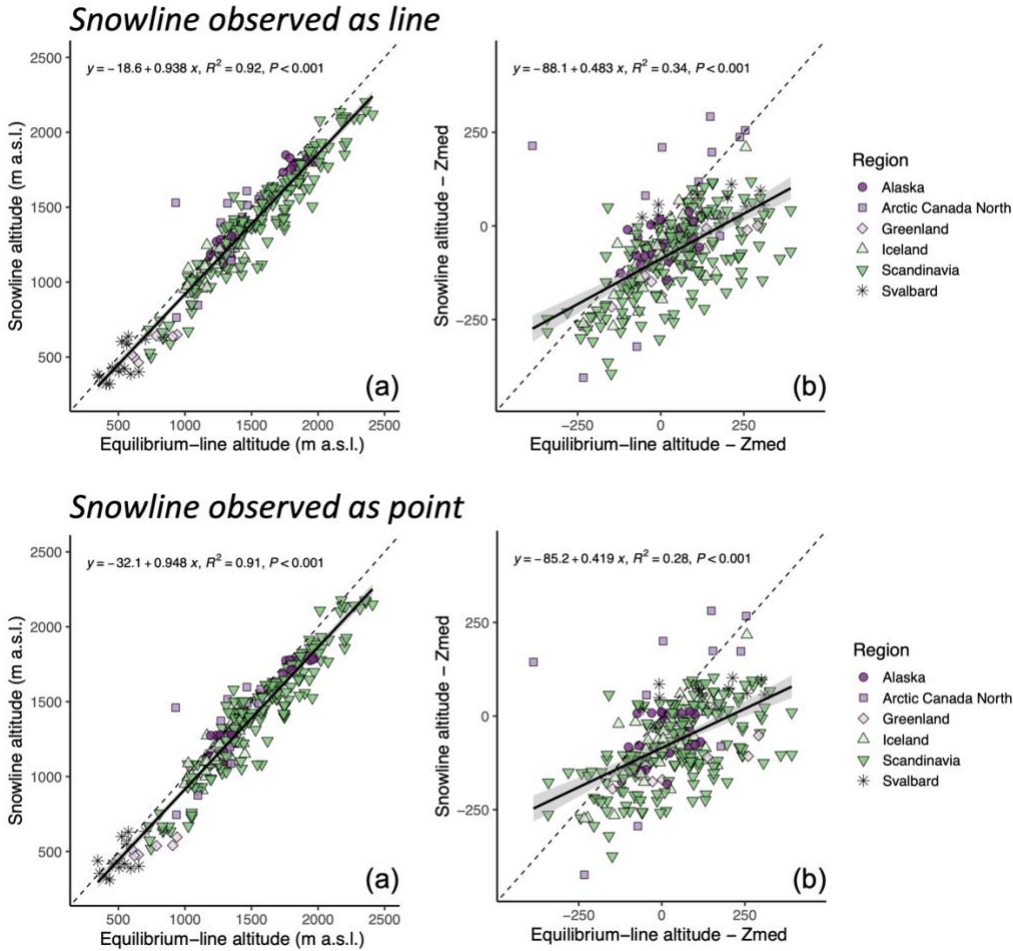 Snowline observed as line
y = −18.6 + 0.938 x, R² = 0.92, P < 0.001
2500
2000
1500
1000
500
Snowline altitude (m a.s.l.)
(a)
500 1000 1500 2000 2500
Equilibrium−line altitude (m a.s.l.)
y = −88.1 + 0.483 x, R² = 0.34, P < 0.001
250
0
−250
Snowline altitude − Zmed
(b)
−250 0 250
Equilibrium−line altitude − Zmed
Region
Alaska
Arctic Canada North
Greenland
Iceland
Scandinavia
Svalbard
Snowline observed as point
y = −32.1 + 0.948 x, R² = 0.91, P < 0.001
2500
2000
1500
1000
500
Snowline altitude (m a.s.l.)
(a)
500 1000 1500 2000 2500
Equilibrium−line altitude (m a.s.l.)
y = −85.2 + 0.419 x, R² = 0.28, P < 0.001
250
0
−250
Snowline altitude − Zmed
(b)
−250 0 250
Equilibrium−line altitude − Zmed
Region
Alaska
Arctic Canada North
Greenland
Iceland
Scandinavia
Svalbard